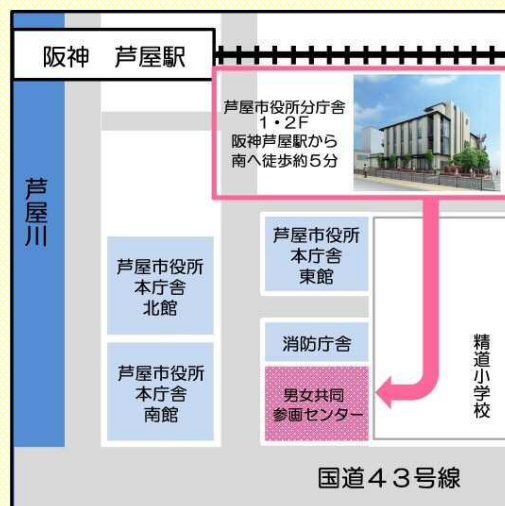 阪神 芦屋駅
芦屋市役所分庁舎
1・2F
阪神芦屋駅から
南へ徒歩約5分
芦屋川
芦屋市役所
本庁舎
東館
芦屋市役所
本庁舎
北館
消防庁舎
精道小学校
芦屋市役所
本庁舎
南館
男女共同
参画センター
国道43号線